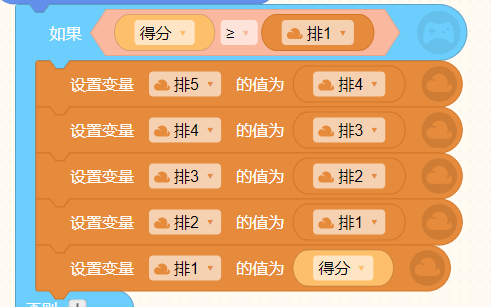 如果 得分 ≥ 排1
设置变量 排5 的值为 排4
设置变量 排4 的值为 排3
设置变量 排3 的值为 排2
设置变量 排2 的值为 排1
设置变量 排1 的值为 得分